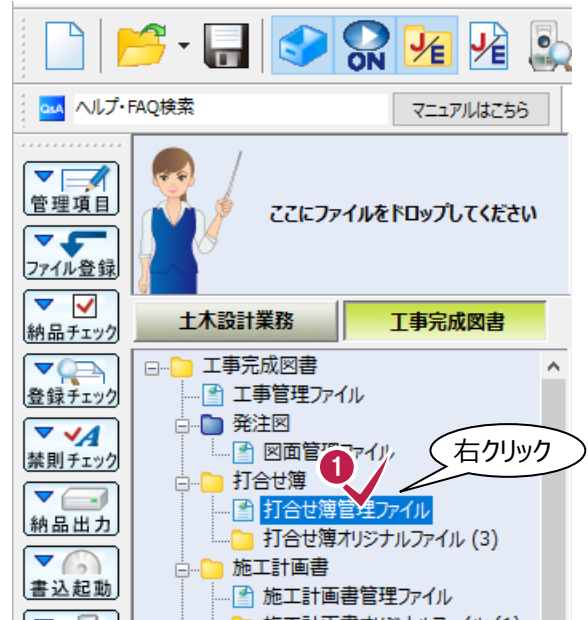 ON
J/E
J/E
Q&A ヘルプ・FAQ検索
マニュアルはこちら
管理項目
ここにファイルをドロップしてください
ファイル登録
納品チェック
土木設計業務
工事完成図書
登録チェック
工事完成図書
工事管理ファイル
発注図
禁則チェック
図面管理ファイル
右クリック
1
打合せ簿
納品出力
打合せ簿管理ファイル
打合せ簿オリジナルファイル (3)
施工計画書
書込起動
施工計画書管理ファイル